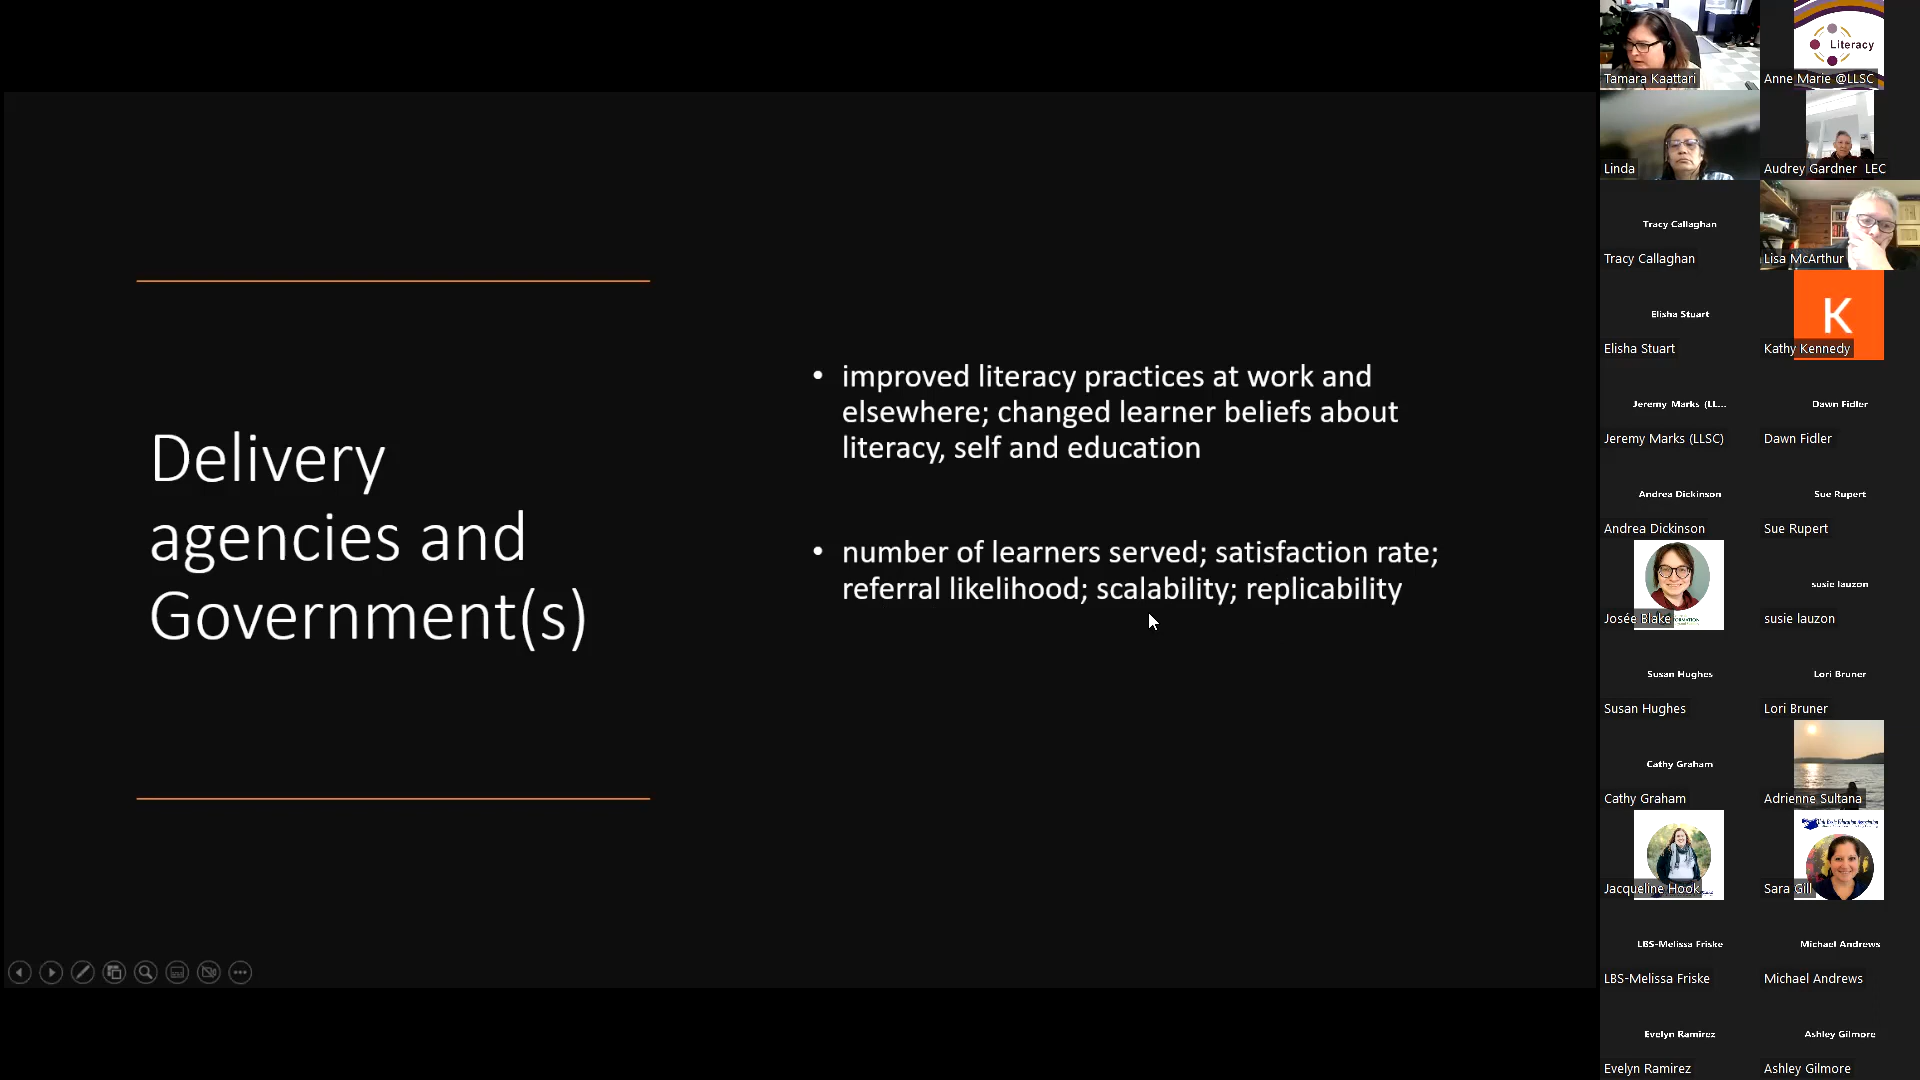 Delivery
agencies and
Government(s)
• improved literacy practices at work and
elsewhere; changed learner beliefs about
literacy, self and education
• number of learners served; satisfaction rate;
referral likelihood; scalability; replicability
Tamara Kaattari
Literacy
Anne Marie @LLSC
Linda
Audrey Gardner LEC
Tracy Callaghan
Tracy Callaghan
Lisa McArthur
Elisha Stuart
Elisha Stuart
K
Kathy Kennedy
Jeremy Marks (LL...
Jeremy Marks (LLSC)
Dawn Fidler
Dawn Fidler
Andrea Dickinson
Andrea Dickinson
Sue Rupert
Sue Rupert
Josée Blake
susie lauzon
susie lauzon
Susan Hughes
Susan Hughes
Lori Bruner
Lori Bruner
Cathy Graham
Cathy Graham
Adrienne Sultana
Jacqueline Hook
Sara Gill
LBS-Melissa Friske
LBS-Melissa Friske
Michael Andrews
Michael Andrews
Evelyn Ramirez
Evelyn Ramirez
Ashley Gilmore
Ashley Gilmore